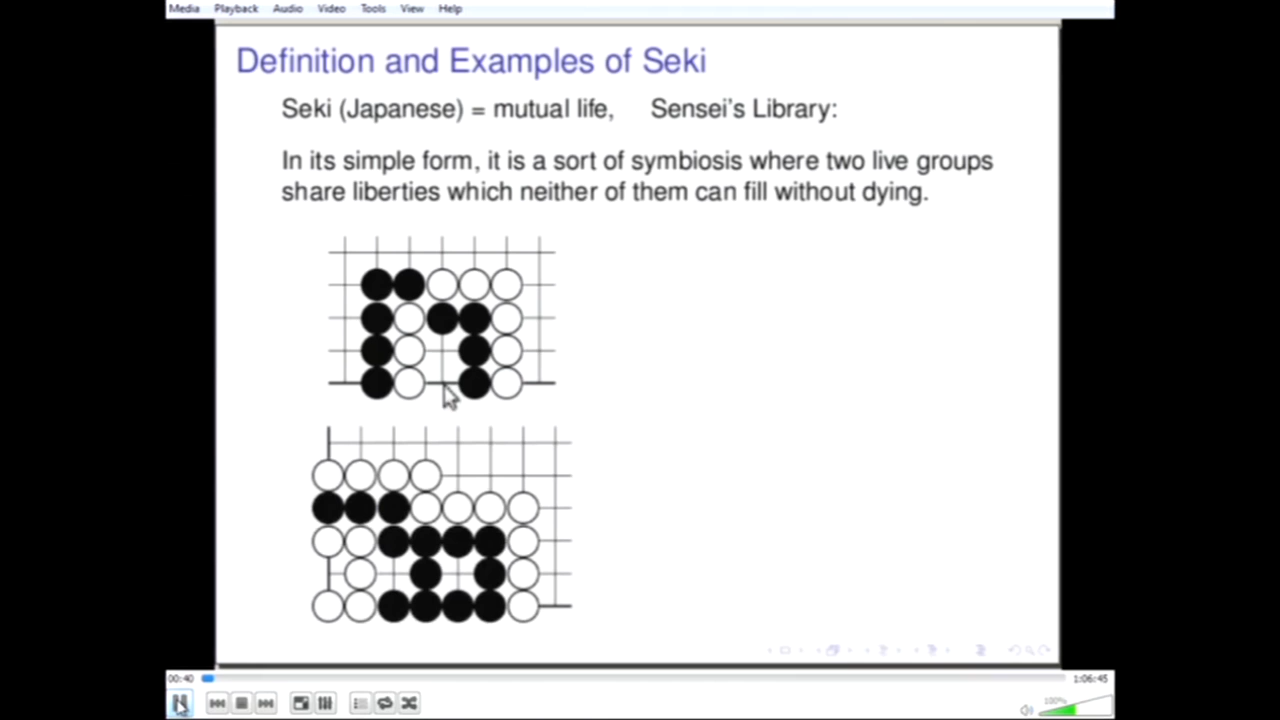 Media Playback Audio Video Tools View Help
Definition and Examples of Seki
Seki (Japanese) = mutual life, Sensei's Library:
In its simple form, it is a sort of symbiosis where two live groups
share liberties which neither of them can fill without dying.
00:40 1:06:45
100%